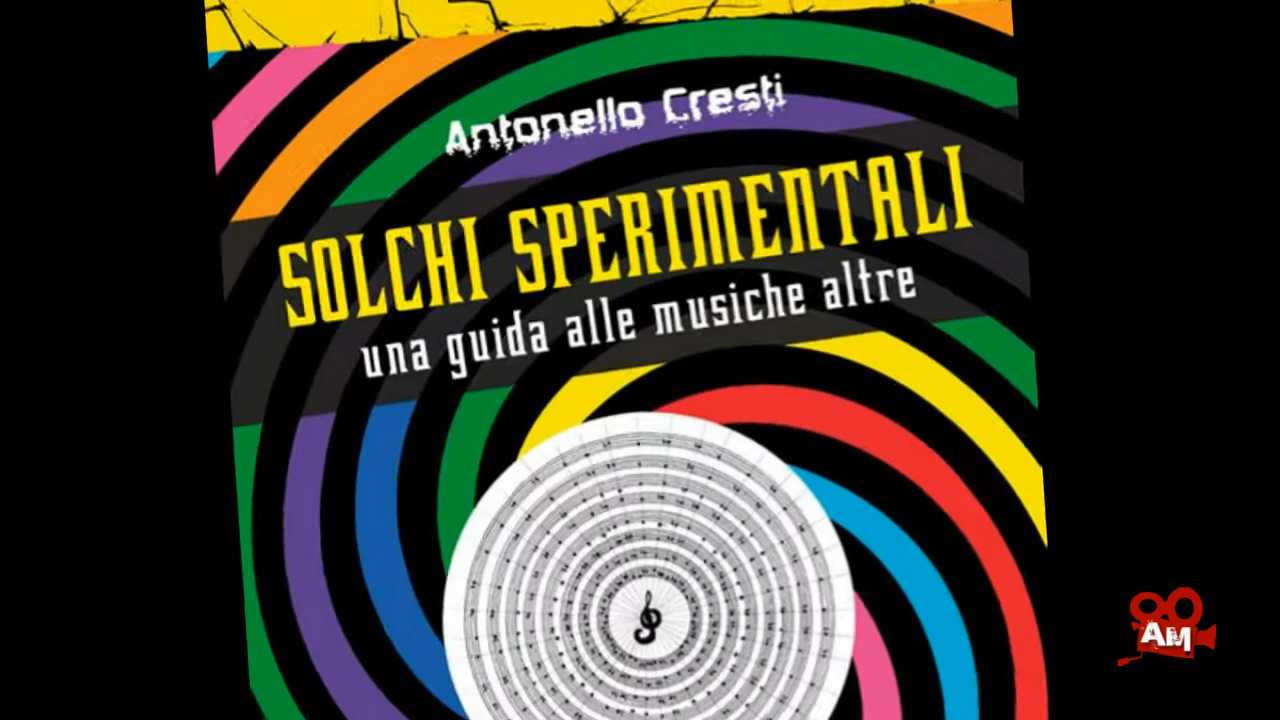 Antonello Cresti
SOLCHI SPERIMENTALI
una guida alle musiche altre
AM